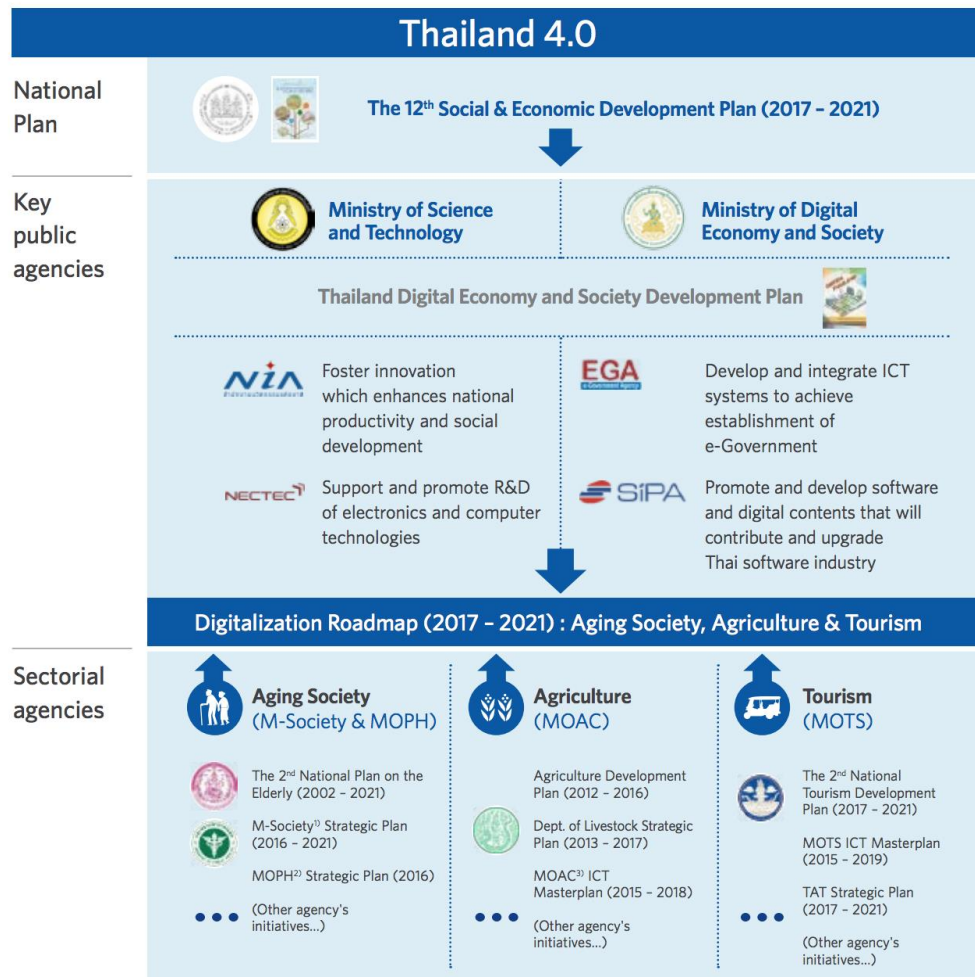 Thailand 4.0
National
Plan
The 12th Social & Economic Development Plan (2017 – 2021)
Key
public
agencies
Ministry of Science
and Technology
Ministry of Digital
Economy and Society
Thailand Digital Economy and Society Development Plan
NiA
Foster innovation
which enhances national
productivity and social
development
EGA
e-Government Agency
Develop and integrate ICT
systems to achieve
establishment of
e-Government
NECTEC
Support and promote R&D
of electronics and computer
technologies
SiPA
Promote and develop software
and digital contents that will
contribute and upgrade
Thai software industry
Digitalization Roadmap (2017 – 2021) : Aging Society, Agriculture & Tourism
Sectorial
agencies
Aging Society
(M-Society & MOPH)
The 2nd National Plan on the
Elderly (2002 – 2021)
M-Society1) Strategic Plan
(2016 – 2021)
MOPH2) Strategic Plan (2016)
(Other agency's
initiatives...)
Agriculture
(MOAC)
Agriculture Development
Plan (2012 – 2016)
Dept. of Livestock Strategic
Plan (2013 – 2017)
MOAC3) ICT
Masterplan (2015 – 2018)
(Other agency's
initiatives...)
Tourism
(MOTS)
The 2nd National
Tourism Development
Plan (2017 – 2021)
MOTS ICT Masterplan
(2015 – 2019)
TAT Strategic Plan
(2017 – 2021)
(Other agency's
initiatives...)